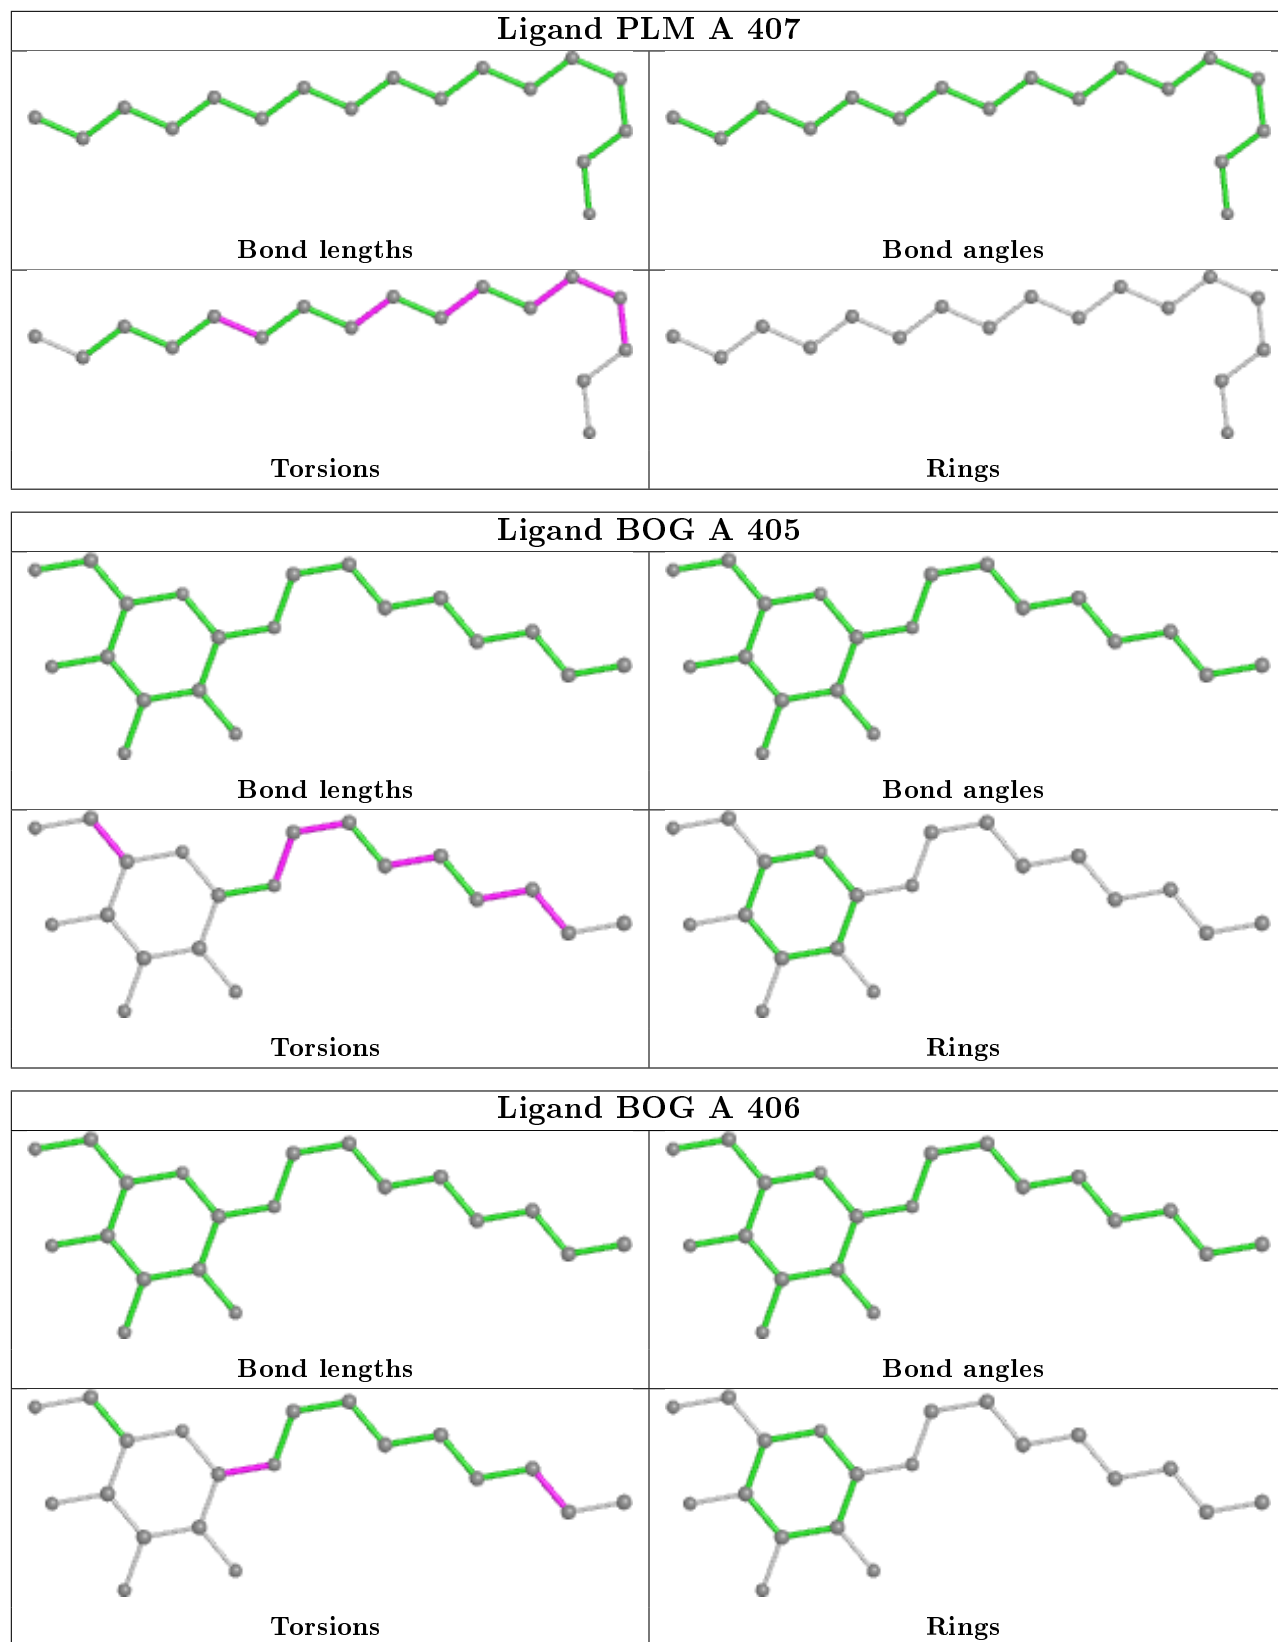 Ligand PLM A 407
Bond lengths
Bond angles
Torsions
Rings
Ligand BOG A 405
Bond lengths
Bond angles
Torsions
Rings
Ligand BOG A 406
Bond lengths
Bond angles
Torsions
Rings